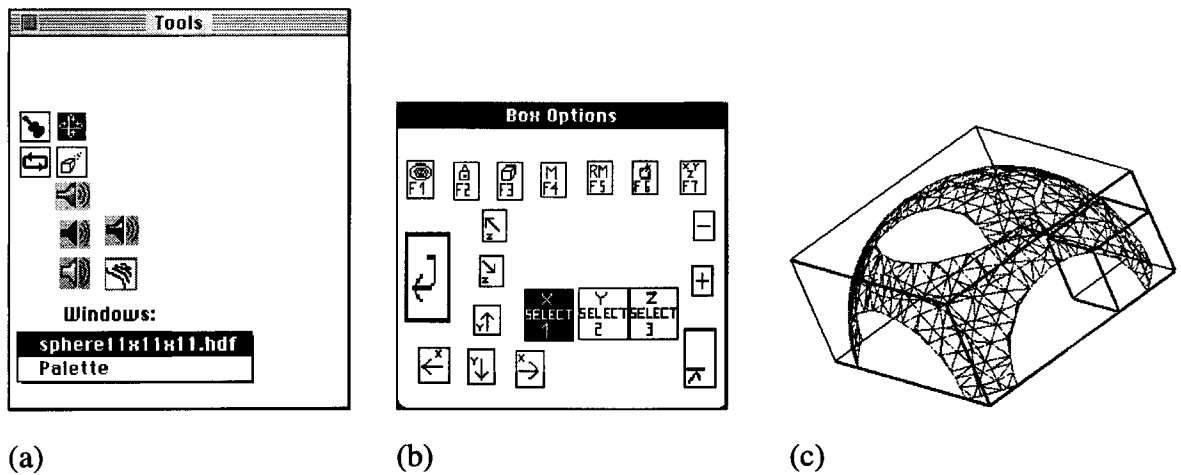 Tools
Windows:
sphere11x11x11.hdf
Palette
Box Options
F1 F2 F3 M F4 RM F5 F6 X Y Z F7
Z
Z
Y
X Y X
X SELECT 1 Y SELECT 2 Z SELECT 3
(a) (b) (c)